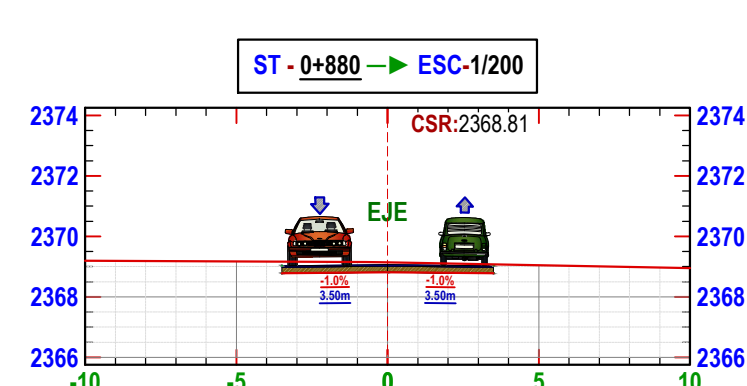 ST - 0+880 ESC-1/200
CSR:2368.81
2374 2374
2372 2372
EJE
2370 2370
-1.0% -1.0%
3.50m 3.50m
2368 2368
2366 2366
-10 -5 0 5 10